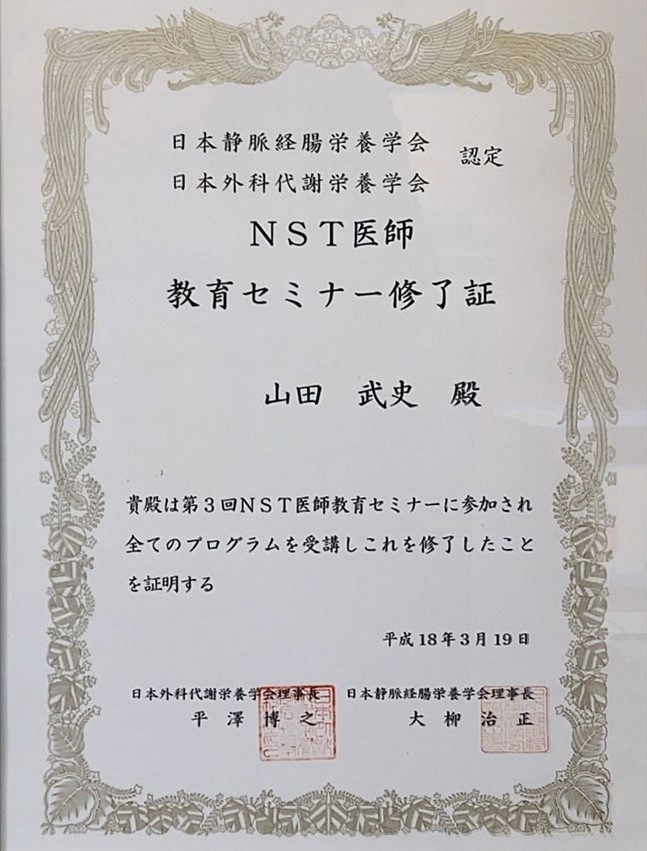 日本静脈経腸栄養学会
日本外科代謝栄養学会
認定
NST医師
教育セミナー修了証
山田 武史 殿
貴殿は第3回NST医師教育セミナーに参加され
全てのプログラムを受講しこれを修了したこと
を証明する
平成18年3月19日
日本外科代謝栄養学会理事長
平澤 博之
日本静脈経腸栄養学会理事長
大柳 治正